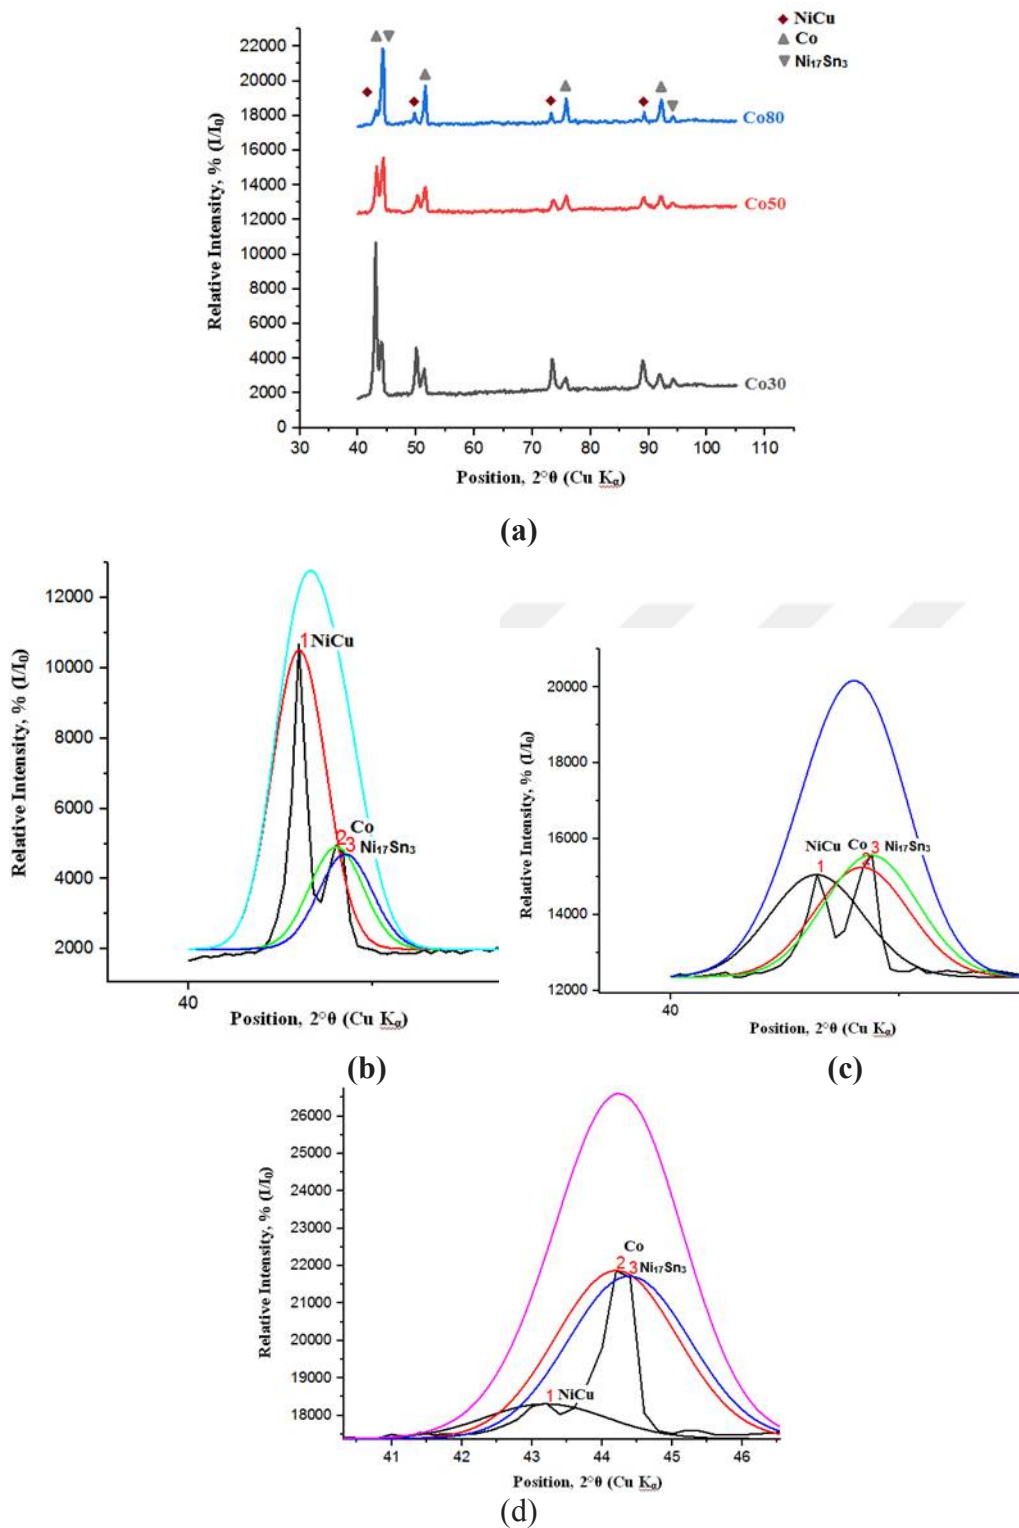 NiCu
Co
Ni₁₇Sn₃
22000
20000
18000
16000
14000
12000
10000
8000
6000
4000
2000
0
Relative Intensity, % (I/I₀)
Co80
Co50
Co30
30 40 50 60 70 80 90 100 110
Position, 2°θ (Cu Kα)
(a)
12000
10000
8000
6000
4000
2000
Relative Intensity, % (I/I₀)
1 NiCu
2 Co
3 Ni₁₇Sn₃
40
Position, 2°θ (Cu Kα)
(b)
20000
18000
16000
14000
12000
Relative Intensity, % (I/I₀)
NiCu Co Ni₁₇Sn₃
1 2 3
40
Position, 2°θ (Cu Kα)
(c)
26000
25000
24000
23000
22000
21000
20000
19000
18000
Relative Intensity, % (I/I₀)
Co
2 3 Ni₁₇Sn₃
1 NiCu
41 42 43 44 45 46
Position, 2°θ (Cu Kα)
(d)